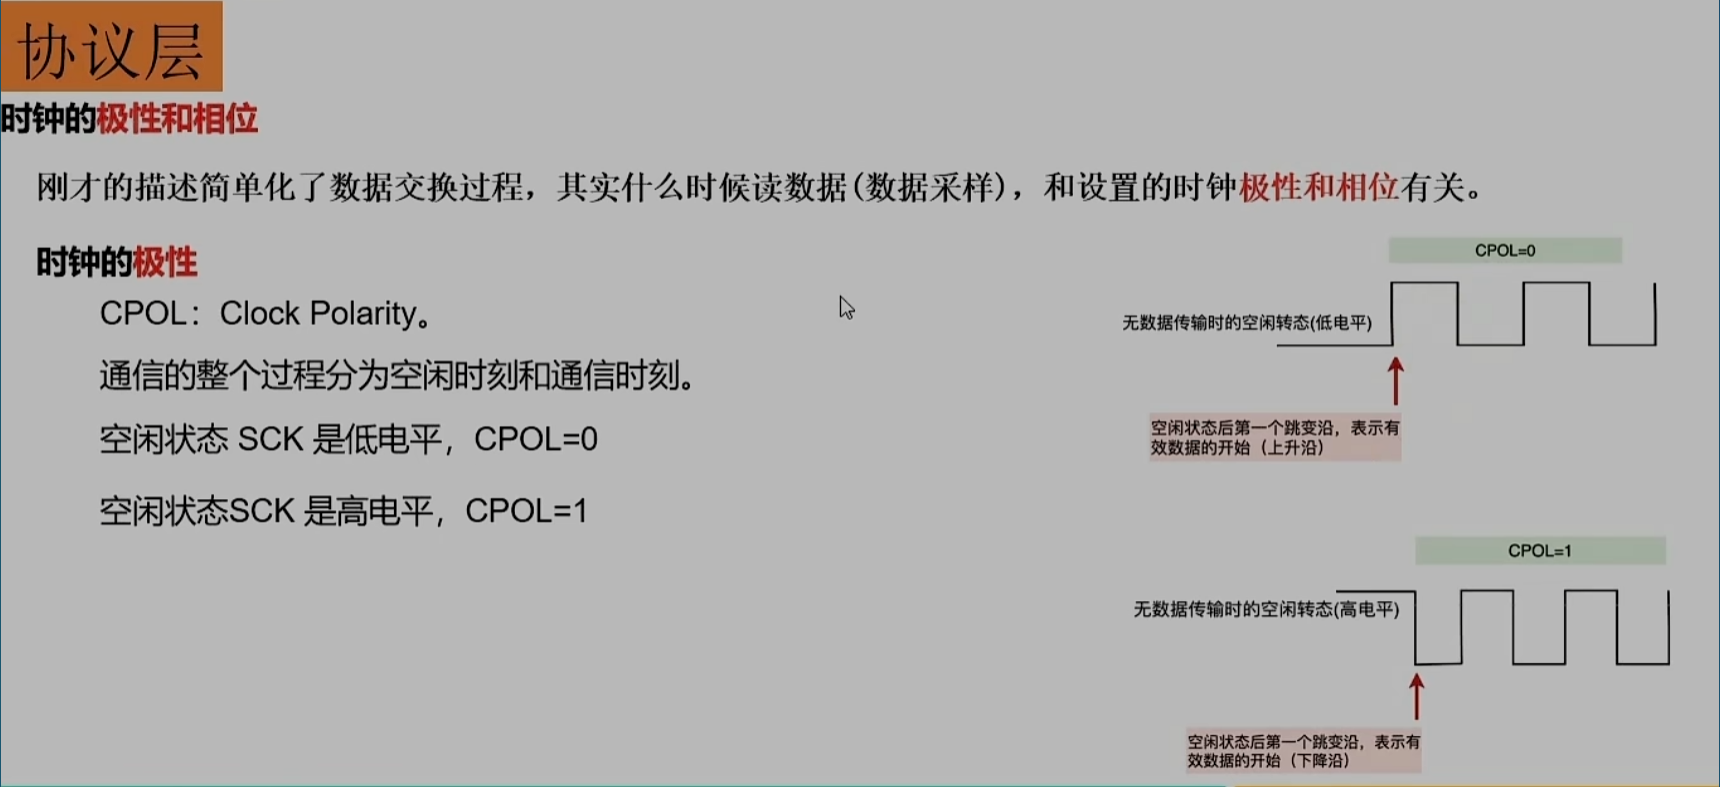 协议层
时钟的极性和相位
刚才的描述简单化了数据交换过程，其实什么时候读数据(数据采样)，和设置的时钟极性和相位有关。
时钟的极性
CPOL：Clock Polarity。
通信的整个过程分为空闲时刻和通信时刻。
空闲状态 SCK 是低电平，CPOL=0
空闲状态SCK 是高电平，CPOL=1
CPOL=0
无数据传输时的空闲转态(低电平)
空闲状态后第一个跳变沿，表示有
效数据的开始（上升沿）
CPOL=1
无数据传输时的空闲转态(高电平)
空闲状态后第一个跳变沿，表示有
效数据的开始（下降沿）